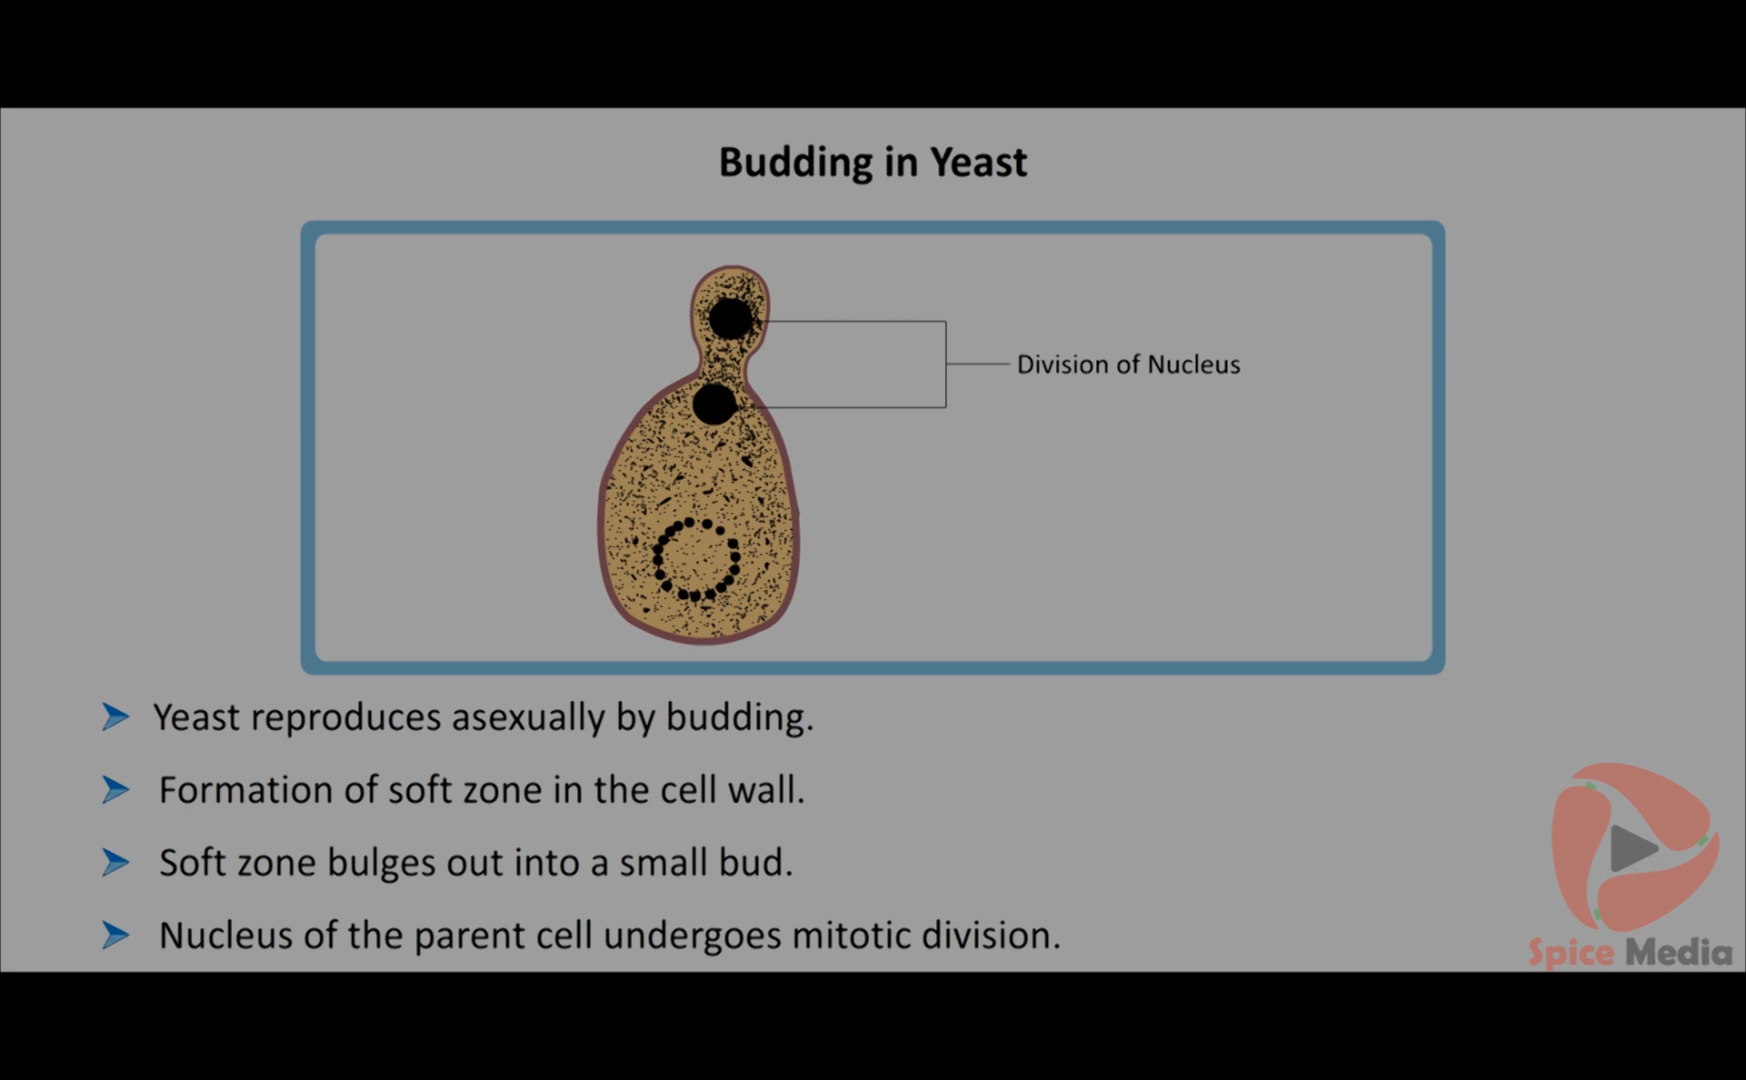 Budding in Yeast
Division of Nucleus
Yeast reproduces asexually by budding.
Formation of soft zone in the cell wall.
Soft zone bulges out into a small bud.
Nucleus of the parent cell undergoes mitotic division.
Spice Media